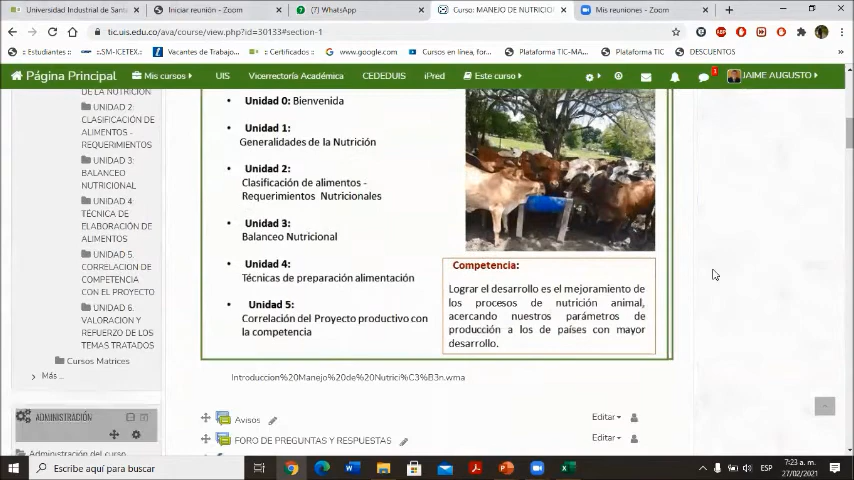 Universidad Industrial de Santa
Iniciar reunión - Zoom
(7) WhatsApp
Curso: MANEJO DE NUTRICIO
Mis reuniones - Zoom
tic.uis.edu.co/ava/course/view.php?id=30133#section-1
:: Estudiantes ::
..SM-ICETEX..
Vacantes de Trabajo...
:: Certificados ::
www.google.com
Cursos en línea, for...
Plataforma TIC-MA...
Plataforma TIC
DESCUENTOS
Página Principal
Mis cursos
UIS
Vicerrectoría Académica
CEDEDUIS
iPred
Este curso
1
JAIME AUGUSTO
DE LA NUTRICION
UNIDAD 2:
CLASIFICACIÓN DE
ALIMENTOS -
REQUERIMIENTOS
UNIDAD 3:
BALANCEO
NUTRICIONAL
UNIDAD 4:
TÉCNICA DE
ELABORACIÓN DE
ALIMENTOS
UNIDAD 5.
CORRELACION DE
COMPETENCIA
CON EL PROYECTO
UNIDAD 6.
VALORACION Y
REFUERZO DE LOS
TEMAS TRATADOS
Cursos Matrices
Más ...
ADMINISTRACIÓN
Administración del curso
• Unidad 0: Bienvenida
• Unidad 1:
Generalidades de la Nutrición
• Unidad 2:
Clasificación de alimentos -
Requerimientos Nutricionales
• Unidad 3:
Balanceo Nutricional
• Unidad 4:
Técnicas de preparación alimentación
• Unidad 5:
Correlación del Proyecto productivo con
la competencia
Competencia:
Lograr el desarrollo es el mejoramiento de
los procesos de nutrición animal,
acercando nuestros parámetros de
producción a los de países con mayor
desarrollo.
Introduccion%20Manejo%20de%20Nutrici%C3%B3n.wma
Avisos
Editar
FORO DE PREGUNTAS Y RESPUESTAS
Editar
Escribe aquí para buscar
ESP
7:23 a. m.
27/02/2021